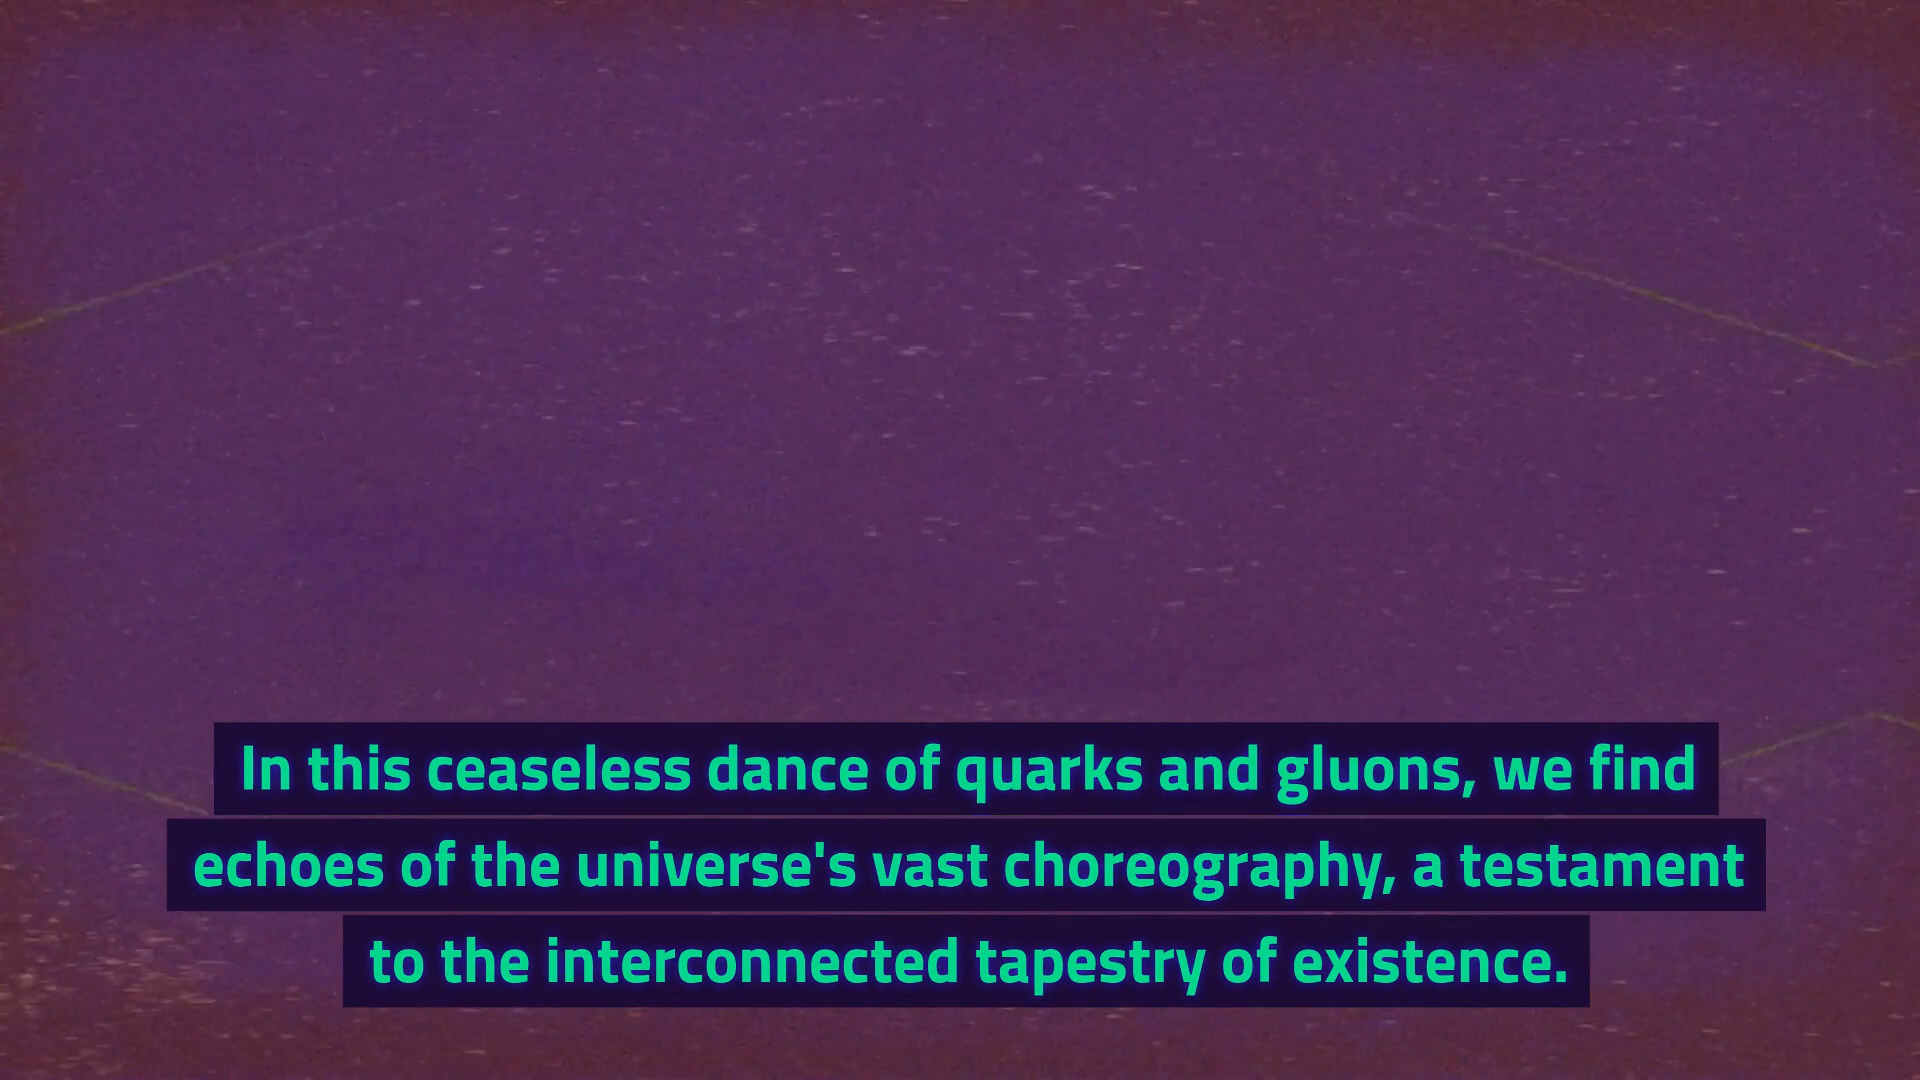 In this ceaseless dance of quarks and gluons, we find
echoes of the universe's vast choreography, a testament
to the interconnected tapestry of existence.